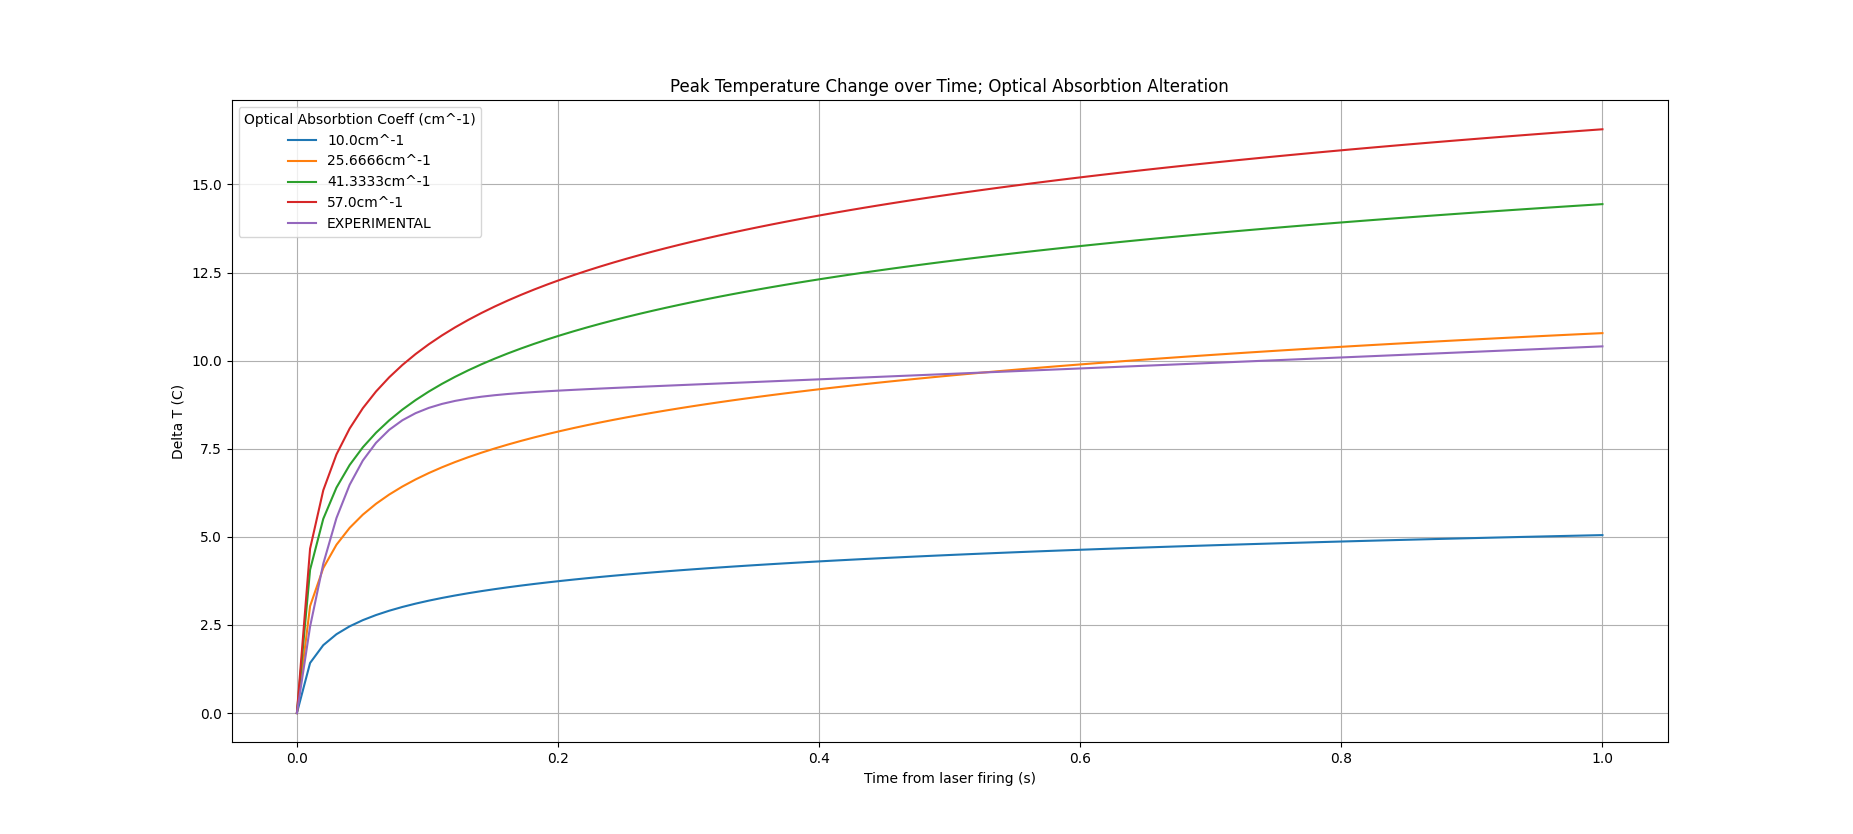 Peak Temperature Change over Time; Optical Absorbtion Alteration
Optical Absorbtion Coeff (cm^-1)
10.0cm^-1
25.6666cm^-1
41.3333cm^-1
57.0cm^-1
EXPERIMENTAL
15.0
12.5
10.0
7.5
5.0
2.5
0.0
Delta T (C)
0.0 0.2 0.4 0.6 0.8 1.0
Time from laser firing (s)